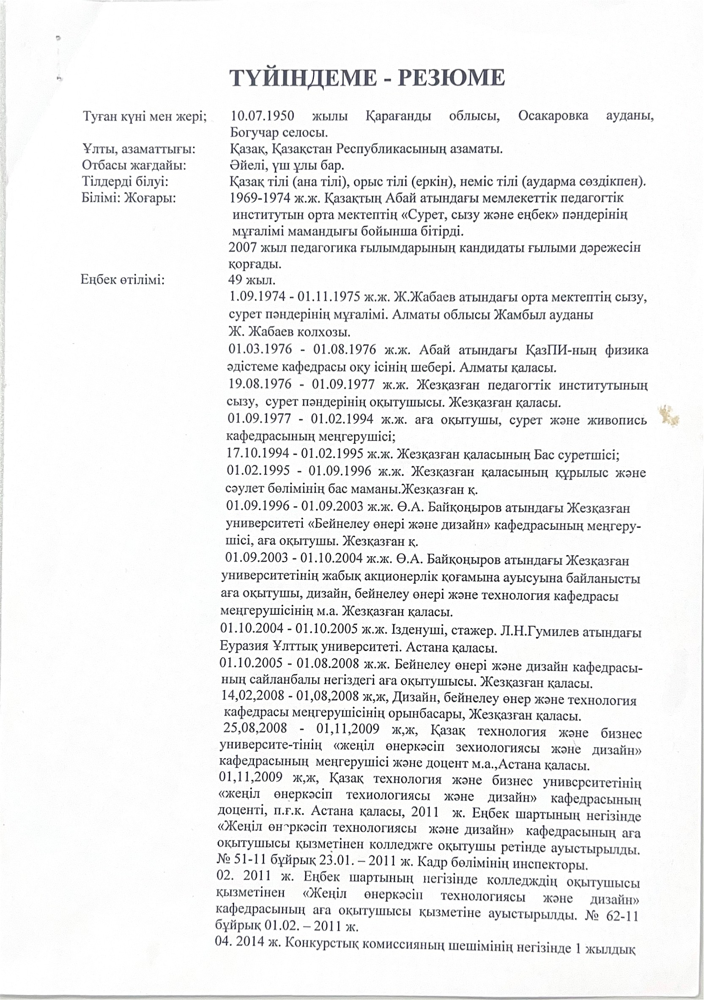 ТҮЙІНДЕМЕ - РЕЗЮМЕ
Туған күні мен жері; 10.07.1950 жылы Қарағанды облысы, Осакаровка ауданы,
Богучар селосы.
Ұлты, азаматтығы: Қазақ, Қазақстан Республикасының азаматы.
Отбасы жағдайы: Әйелі, үш ұлы бар.
Тілдерді білуі: Қазақ тілі (ана тілі), орыс тілі (еркін), неміс тілі (аударма сөздікпен).
Білімі: Жоғары: 1969-1974 ж.ж. Қазақтың Абай атындағы мемлекеттік педагогтік
институтын орта мектептің «Сурет, сызу және еңбек» пәндерінің
мұғалімі мамандығы бойынша бітірді.
2007 жыл педагогика ғылымдарының кандидаты ғылыми дәрежесін
қорғады.
Еңбек өтілімі: 49 жыл.
1.09.1974 - 01.11.1975 ж.ж. Ж.Жабаев атындағы орта мектептің сызу,
сурет пәндерінің мұғалімі. Алматы облысы Жамбыл ауданы
Ж. Жабаев колхозы.
01.03.1976 - 01.08.1976 ж.ж. Абай атындағы ҚазПИ-ның физика
әдістеме кафедрасы оқу ісінің шебері. Алматы қаласы.
19.08.1976 - 01.09.1977 ж.ж. Жезқазған педагогтік институтының
сызу, сурет пәндерінің оқытушысы. Жезқазған қаласы.
01.09.1977 - 01.02.1994 ж.ж. аға оқытушы, сурет және живопись
кафедрасының меңгерушісі;
17.10.1994 - 01.02.1995 ж.ж. Жезқазған қаласының Бас суретшісі;
01.02.1995 - 01.09.1996 ж.ж. Жезқазған қаласының құрылыс және
сәулет бөлімінің бас маманы.Жезқазған қ.
01.09.1996 - 01.09.2003 ж.ж. Ө.А. Байқоңыров атындағы Жезқазған
университеті «Бейнелеу өнері және дизайн» кафедрасының меңгеру-
шісі, аға оқытушы. Жезқазған қ.
01.09.2003 - 01.10.2004 ж.ж. Ө.А. Байқоңыров атындағы Жезқазған
университетінің жабық акционерлік қоғамына ауысуына байланысты
аға оқытушы, дизайн, бейнелеу өнері және технология кафедрасы
меңгерушісінің м.а. Жезқазған қаласы.
01.10.2004 - 01.10.2005 ж.ж. Ізденуші, стажер. Л.Н.Гумилев атындағы
Еуразия Ұлттық университеті. Астана қаласы.
01.10.2005 - 01.08.2008 ж.ж. Бейнелеу өнері және дизайн кафедрасы-
ның сайланбалы негіздегі аға оқытушысы. Жезқазған қаласы.
14,02,2008 - 01,08,2008 ж,ж, Дизайн, бейнелеу өнер және технология
кафедрасы меңгерушісінің орынбасары, Жезқазған қаласы.
25,08,2008 - 01,11,2009 ж,ж, Қазақ технология және бизнес
университе-тінің «жеңіл өнеркәсіп зехиологиясы және дизайн»
кафедрасының меңгерушісі және доцент м.а.,Астана қаласы.
01,11,2009 ж,ж, Қазақ технология және бизнес университетінің
«жеңіл өнеркәсіп техиологиясы және дизайн» кафедрасының
доценті, п.ғ.к. Астана қаласы, 2011 ж. Еңбек шартының негізінде
«Жеңіл өнеркәсіп технологиясы және дизайн» кафедрасының аға
оқытушысы қызметінен колледжге оқытушы ретінде ауыстырылды.
№ 51-11 бұйрық 23.01. – 2011 ж. Кадр бөлімінің инспекторы.
02. 2011 ж. Еңбек шартының негізінде колледждің оқытушысы
қызметінен «Жеңіл өнеркәсіп технологиясы және дизайн»
кафедрасының аға оқытушысы қызметіне ауыстырылды. № 62-11
бұйрық 01.02. – 2011 ж.
04. 2014 ж. Конкурстық комиссияның шешімінің негізінде 1 жылдық